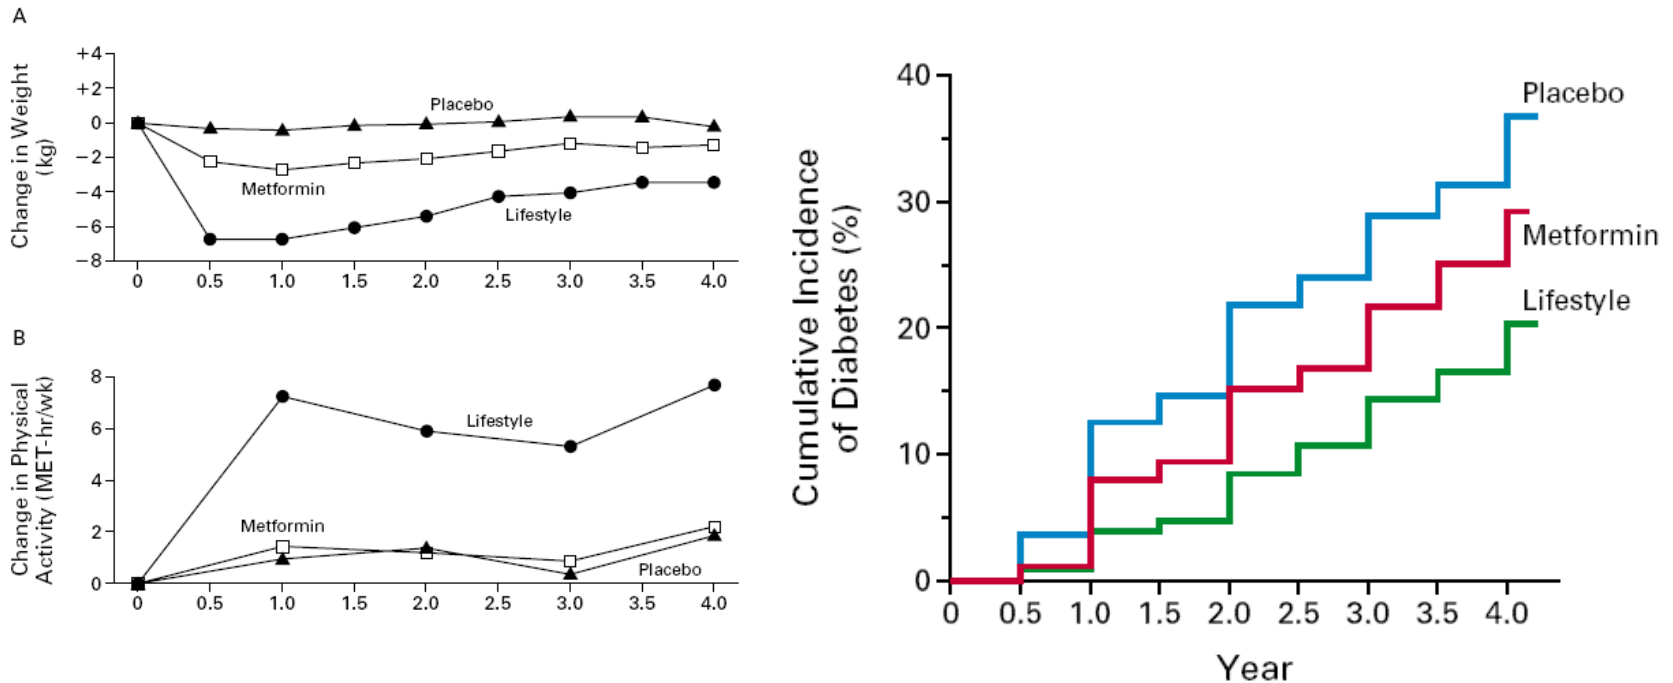 A
Change in Weight
(kg)
+4
+2
0
−2
−4
−6
−8
Placebo
Metformin
Lifestyle
0 0.5 1.0 1.5 2.0 2.5 3.0 3.5 4.0
B
Change in Physical
Activity (MET-hr/wk)
8
6
4
2
0
Lifestyle
Metformin
Placebo
0 0.5 1.0 1.5 2.0 2.5 3.0 3.5 4.0
Cumulative Incidence
of Diabetes (%)
40
30
20
10
0
Placebo
Metformin
Lifestyle
0 0.5 1.0 1.5 2.0 2.5 3.0 3.5 4.0
Year